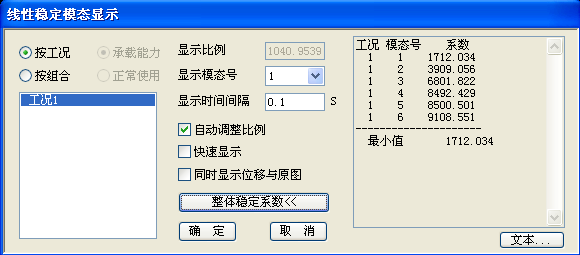 线性稳定模态显示
按工况 承载能力
按组合 正常使用
工况1
显示比例 1040.9539
显示模态号 1
显示时间间隔 0.1 S
自动调整比例
快速显示
同时显示位移与原图
整体稳定系数<<
确 定 取 消
工况 模态号 系数
1 1 1712.034
1 2 3909.056
1 3 6801.822
1 4 8492.429
1 5 8500.501
1 6 9108.551
----------------------
最小值 1712.034
文本...